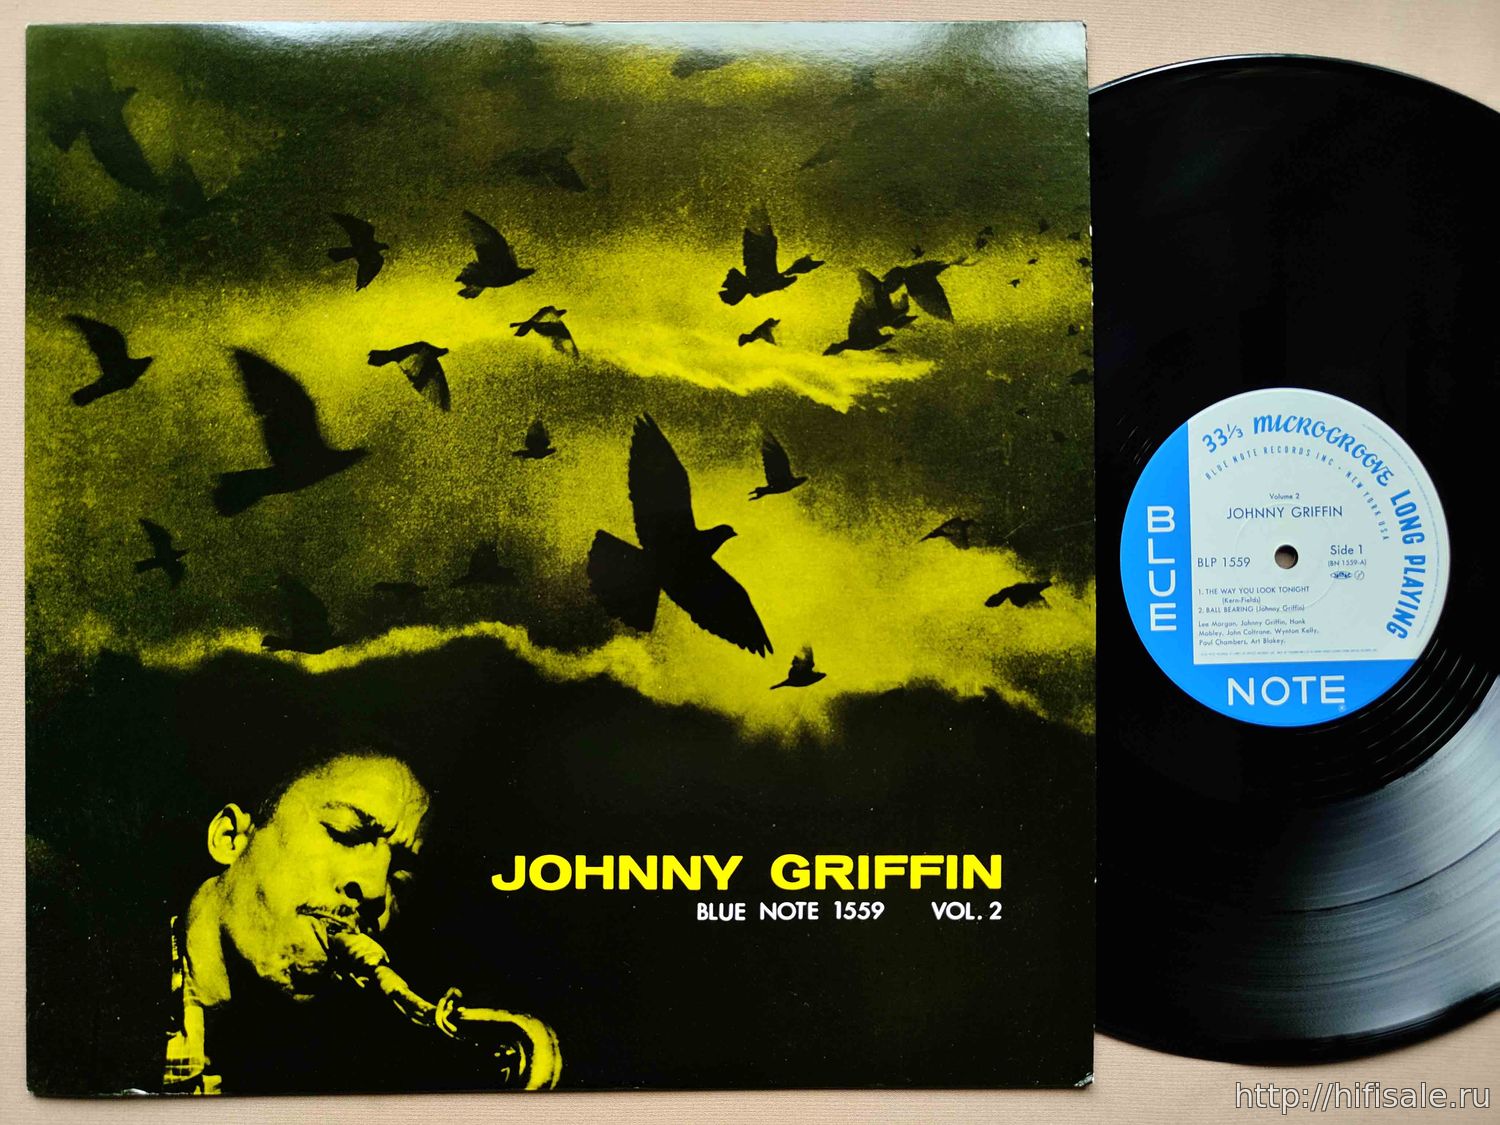 JOHNNY GRIFFIN
BLUE NOTE 1559 VOL. 2
33 1/3 MICROGROOVE LONG PLAYING
BLUE NOTE RECORDS INC · NEW YORK USA
Volume 2
JOHNNY GRIFFIN
BLP 1559
Side 1
(BN 1559-A)
1. THE WAY YOU LOOK TONIGHT
(Kern-Fields)
2. BALL BEARING (Johnny Griffin)
Lee Morgan, Johnny Griffin, Hank
Mobley, John Coltrane, Wynton Kelly,
Paul Chambers, Art Blakey.
BLUE
NOTE
http://hifisale.ru